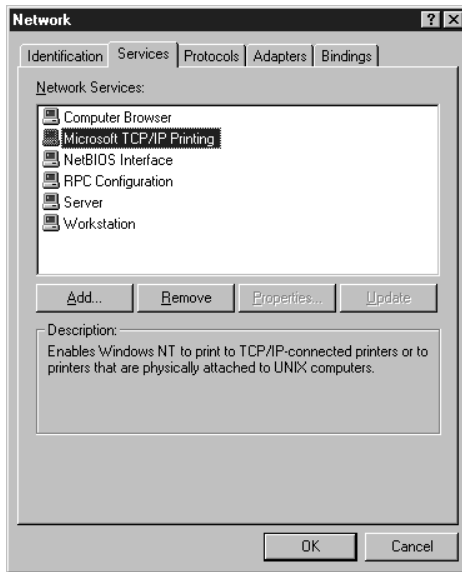 Network
Identification Services Protocols Adapters Bindings
Network Services:
Computer Browser
Microsoft TCP/IP Printing
NetBIOS Interface
RPC Configuration
Server
Workstation
Add... Remove Properties... Update
Description:
Enables Windows NT to print to TCP/IP-connected printers or to
printers that are physically attached to UNIX computers.
OK Cancel